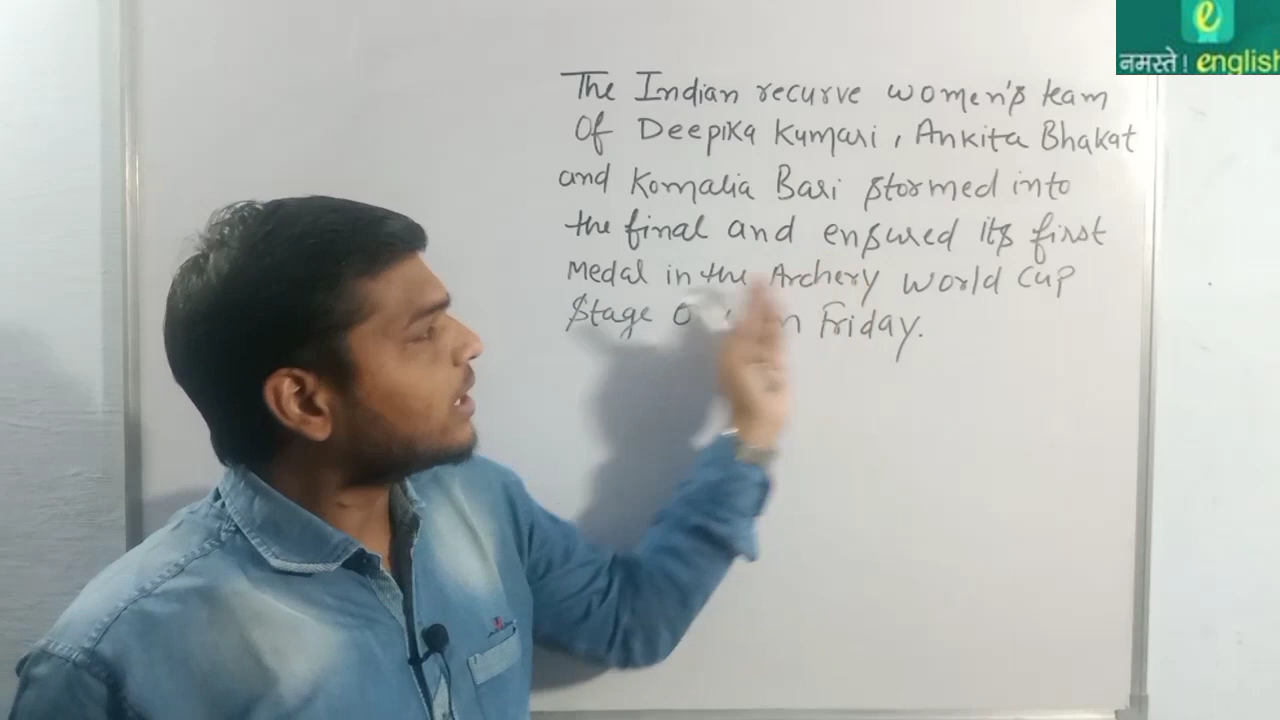 e
नमस्ते! english
The Indian recurve women's team
Of Deepika Kumari, Ankita Bhakat
and Komalia Bari stormed into
the final and ensured its first
Medal in the Archery World Cup
Stage Friday.